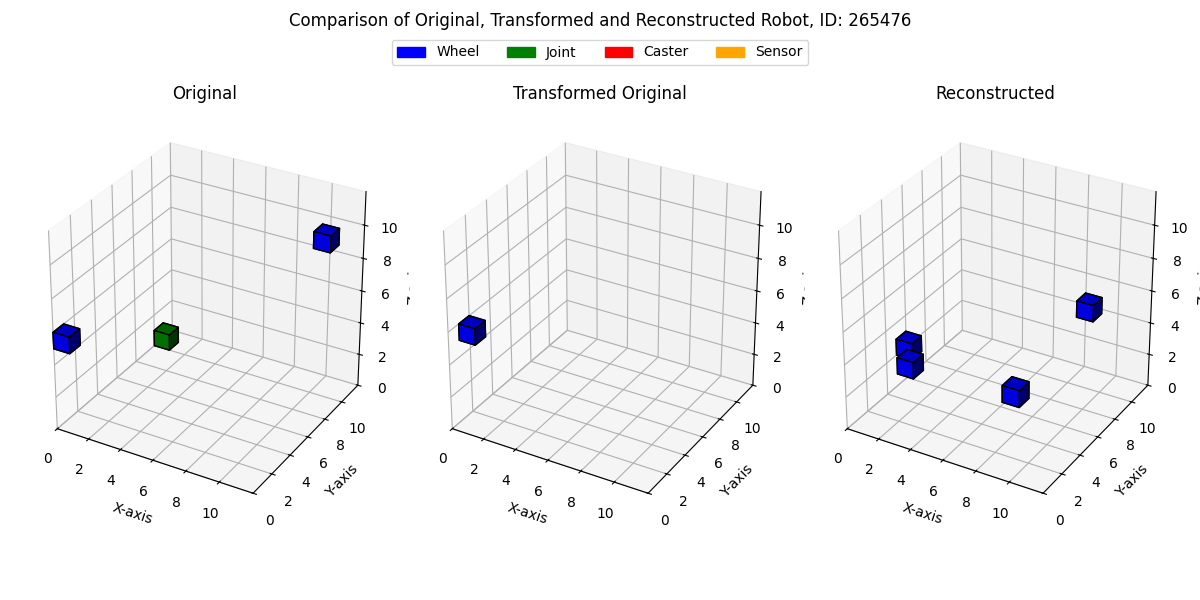 Comparison of Original, Transformed and Reconstructed Robot, ID: 265476
Wheel Joint Caster Sensor
Original
Transformed Original
Reconstructed
0 2 4 6 8 10
X-axis
0 2 4 6 8 10
Y-axis
0 2 4 6 8 10
0 2 4 6 8 10
X-axis
0 2 4 6 8 10
Y-axis
0 2 4 6 8 10
0 2 4 6 8 10
X-axis
0 2 4 6 8 10
Y-axis
0 2 4 6 8 10